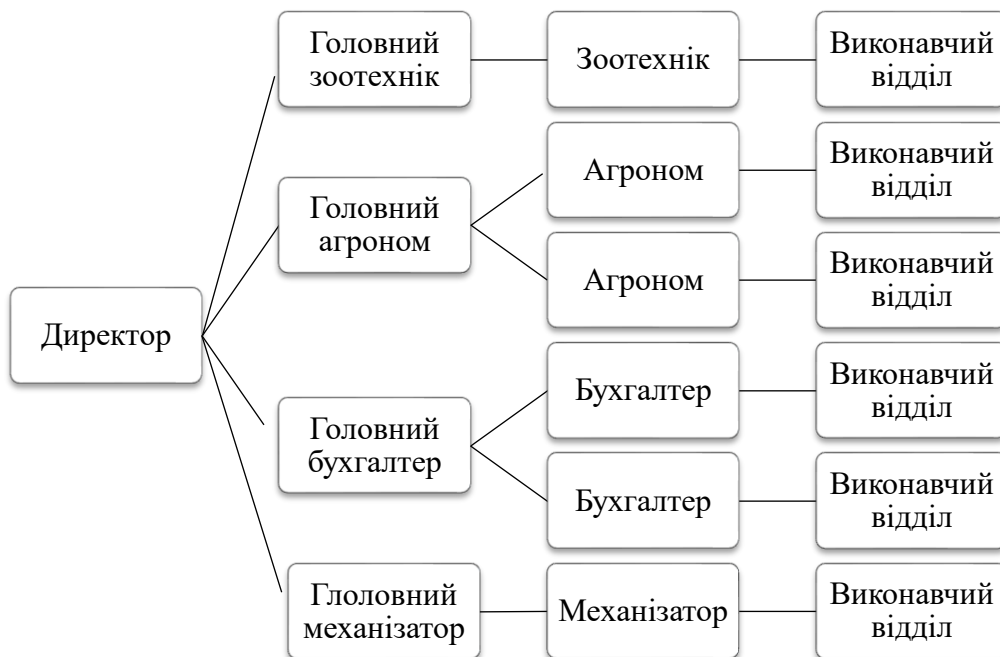 Директор
Головний
зоотехнік
Зоотехнік
Виконавчий
відділ
Головний
агроном
Агроном
Виконавчий
відділ
Агроном
Виконавчий
відділ
Головний
бухгалтер
Бухгалтер
Виконавчий
відділ
Бухгалтер
Виконавчий
відділ
Глоловний
механізатор
Механізатор
Виконавчий
відділ